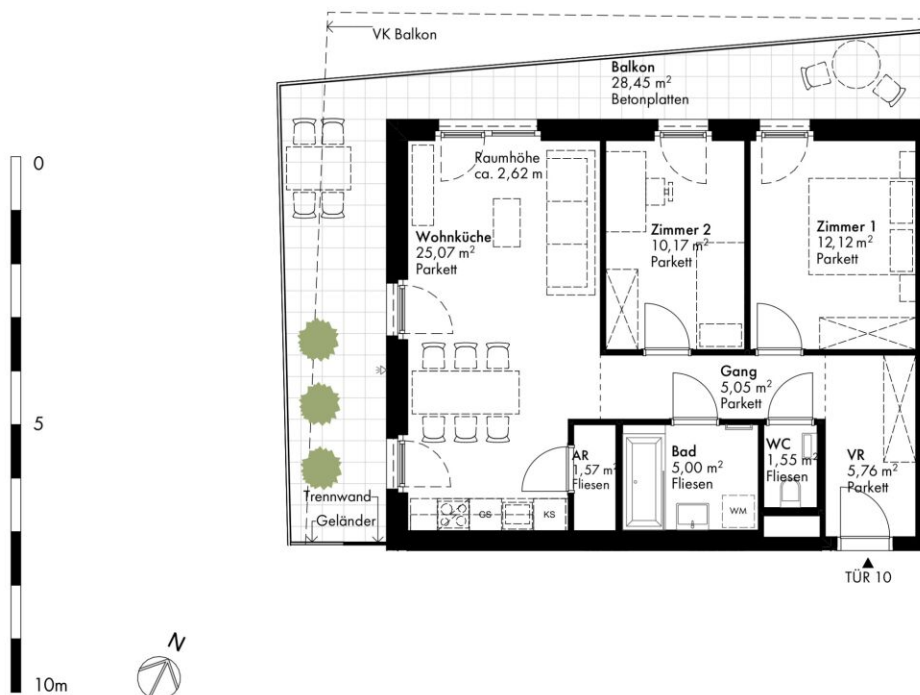 VK Balkon
Balkon
28,45 m²
Betonplatten
0
Raumhöhe
ca. 2,62 m
Wohnküche
25,07 m²
Parkett
Zimmer 2
10,17 m²
Parkett
Zimmer 1
12,12 m²
Parkett
Gang
5,05 m²
Parkett
5
AR
1,57 m²
Fliesen
Bad
5,00 m²
Fliesen
WC
1,55 m²
Fliesen
VR
5,76 m²
Parkett
Trennwand
Geländer
GS
KS
WM
TÜR 10
N
10m